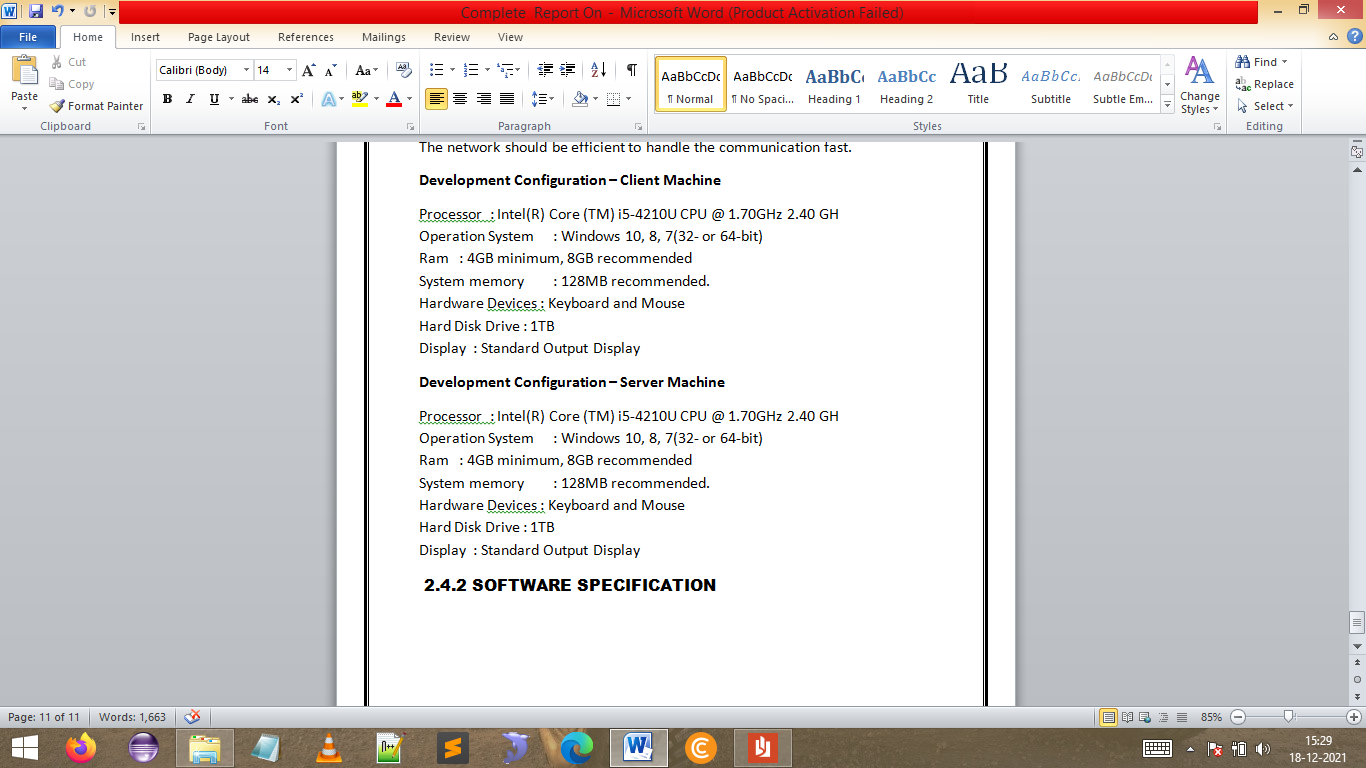 Complete Report On - Microsoft Word (Product Activation Failed)
File Home Insert Page Layout References Mailings Review View
Paste
Cut
Copy
Format Painter
Clipboard
Calibri (Body) 14
Font
Paragraph
AaBbCcDc AaBbCcDc AaBbCc AaBbCc AaB AaBbCc. AaBbCcDc
¶ Normal ¶ No Spaci... Heading 1 Heading 2 Title Subtitle Subtle Em...
Styles
Change
Styles
Find
Replace
Select
Editing
The network should be efficient to handle the communication fast.
Development Configuration – Client Machine
Processor : Intel(R) Core (TM) i5-4210U CPU @ 1.70GHz 2.40 GH
Operation System : Windows 10, 8, 7(32- or 64-bit)
Ram : 4GB minimum, 8GB recommended
System memory : 128MB recommended.
Hardware Devices : Keyboard and Mouse
Hard Disk Drive : 1TB
Display : Standard Output Display
Development Configuration – Server Machine
Processor : Intel(R) Core (TM) i5-4210U CPU @ 1.70GHz 2.40 GH
Operation System : Windows 10, 8, 7(32- or 64-bit)
Ram : 4GB minimum, 8GB recommended
System memory : 128MB recommended.
Hardware Devices : Keyboard and Mouse
Hard Disk Drive : 1TB
Display : Standard Output Display
2.4.2 SOFTWARE SPECIFICATION
Page: 11 of 11 Words: 1,663 85%
15:29
18-12-2021